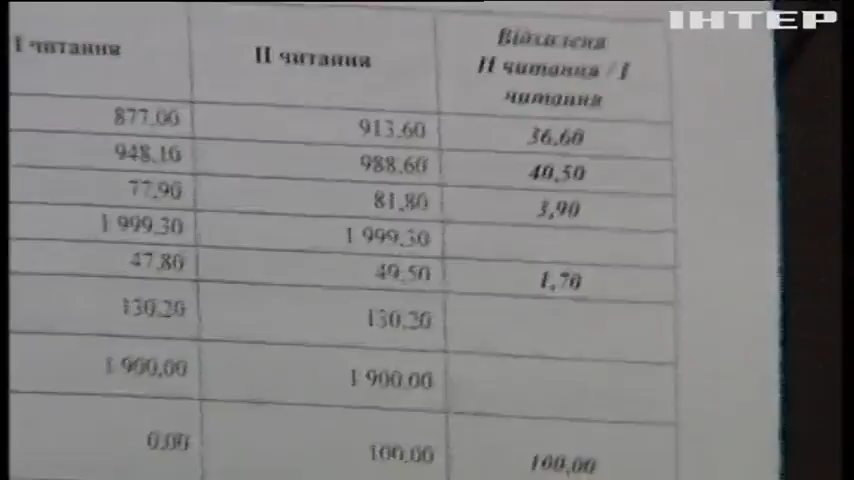 ІНТЕР
І читання
ІІ читання
Відхилення
ІІ читання / І
читання
877,00 913,60 36,60
948,10 988,60 40,50
77,90 81,80 3,90
1 999,30 1 999,30
47,80 49,50 1,70
130,20 130,20
1 900,00 1 900,00
0,00 100,00 100,00